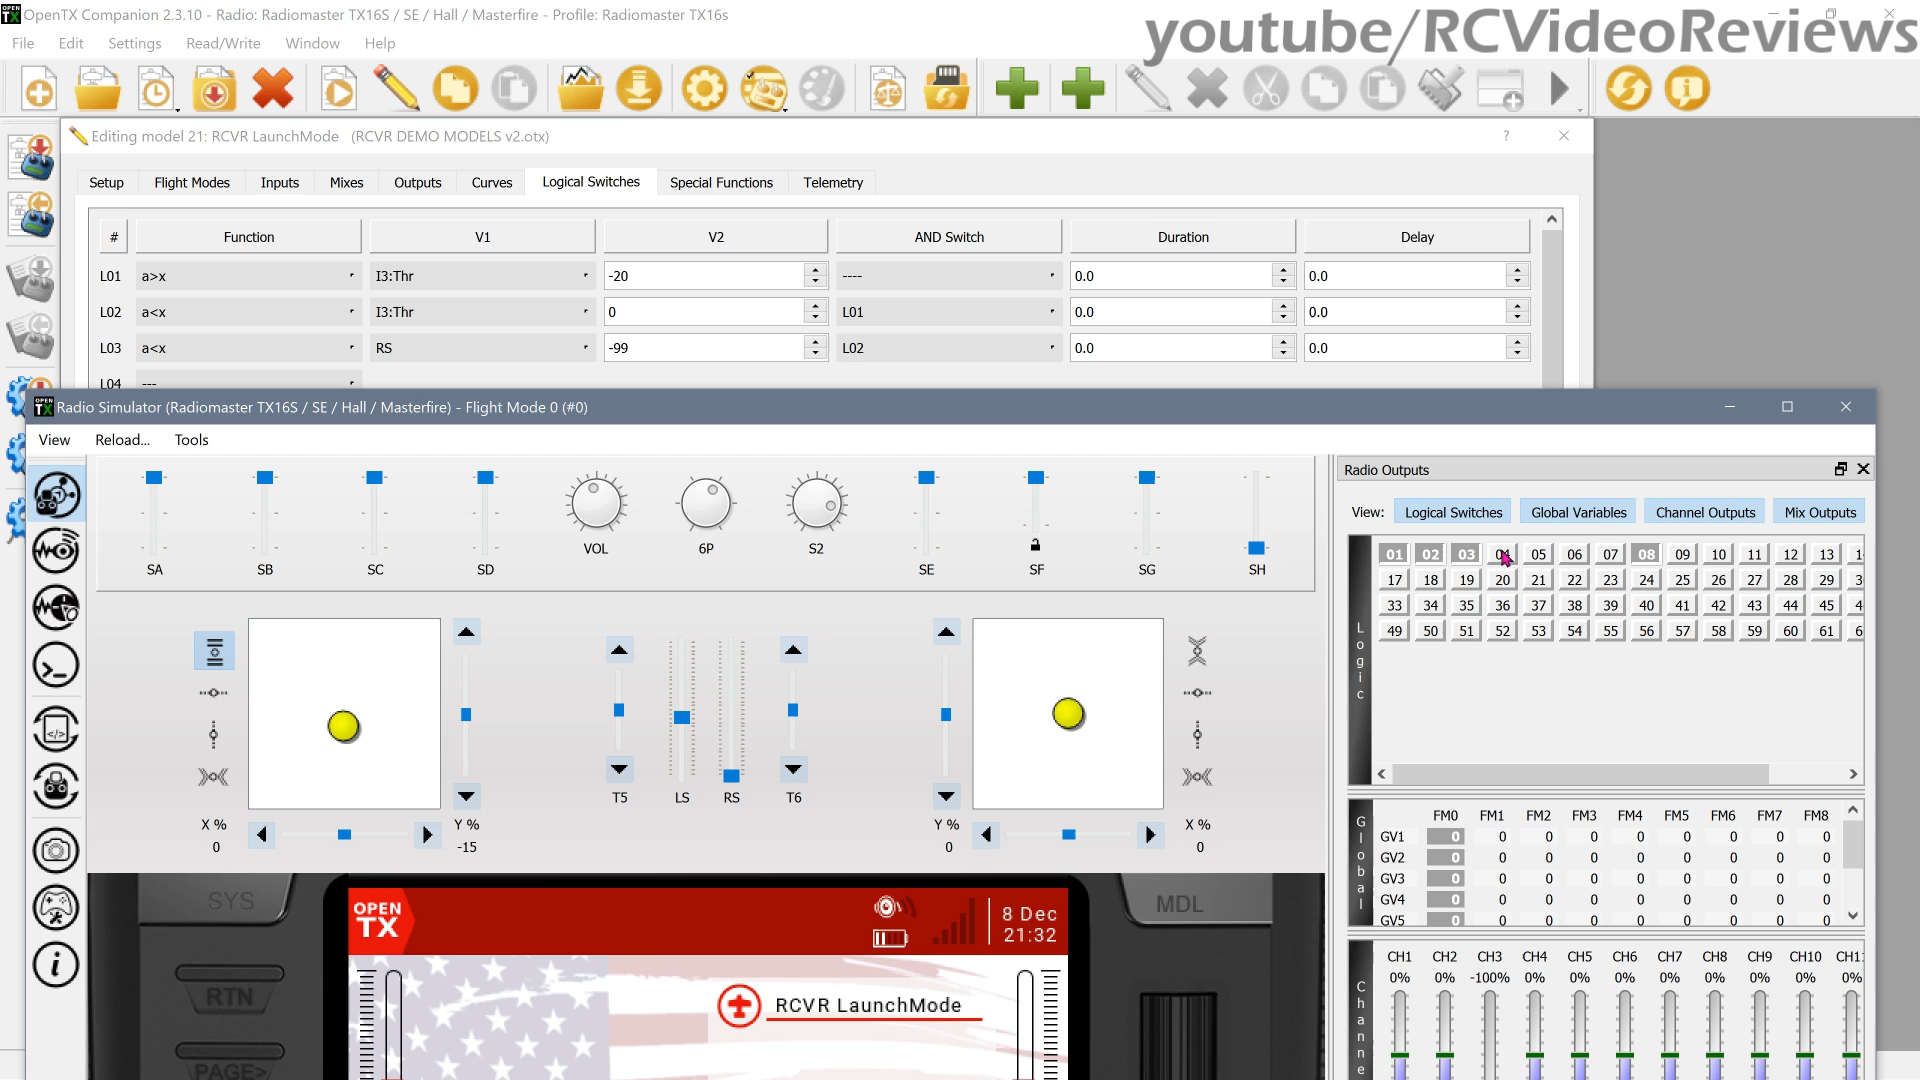 OpenTX Companion 2.3.10 - Radio: Radiomaster TX16S / SE / Hall / Masterfire - Profile: Radiomaster TX16s
youtube/RCVideoReviews
File Edit Settings Read/Write Window Help
Editing model 21: RCVR LaunchMode (RCVR DEMO MODELS v2.otx) ?
Setup Flight Modes Inputs Mixes Outputs Curves Logical Switches Special Functions Telemetry
# Function V1 V2 AND Switch Duration Delay
L01 a>x I3:Thr -20 ---- 0.0 0.0
L02 a<x I3:Thr 0 L01 0.0 0.0
L03 a<x RS -99 L02 0.0 0.0
L04 ---
OPEN TX Radio Simulator (Radiomaster TX16S / SE / Hall / Masterfire) - Flight Mode 0 (#0)
View Reload... Tools
SA SB SC SD VOL 6P S2 SE SF SG SH
T5 LS RS T6
X % Y % Y % X %
0 -15 0 0
Radio Outputs
View: Logical Switches Global Variables Channel Outputs Mix Outputs
Logic
01 02 03 04 05 06 07 08 09 10 11 12 13
17 18 19 20 21 22 23 24 25 26 27 28 29
33 34 35 36 37 38 39 40 41 42 43 44 45
49 50 51 52 53 54 55 56 57 58 59 60 61
Global
FM0 FM1 FM2 FM3 FM4 FM5 FM6 FM7 FM8
GV1 0 0 0 0 0 0 0 0 0
GV2 0 0 0 0 0 0 0 0 0
GV3 0 0 0 0 0 0 0 0 0
GV4 0 0 0 0 0 0 0 0 0
GV5 0 0 0 0 0 0 0 0 0
Channe
CH1 CH2 CH3 CH4 CH5 CH6 CH7 CH8 CH9 CH10 CH11
0% 0% -100% 0% 0% 0% 0% 0% 0% 0% 0%
SYS
RTN
PAGE>
MDL
OPEN
TX
8 Dec
21:32
RCVR LaunchMode